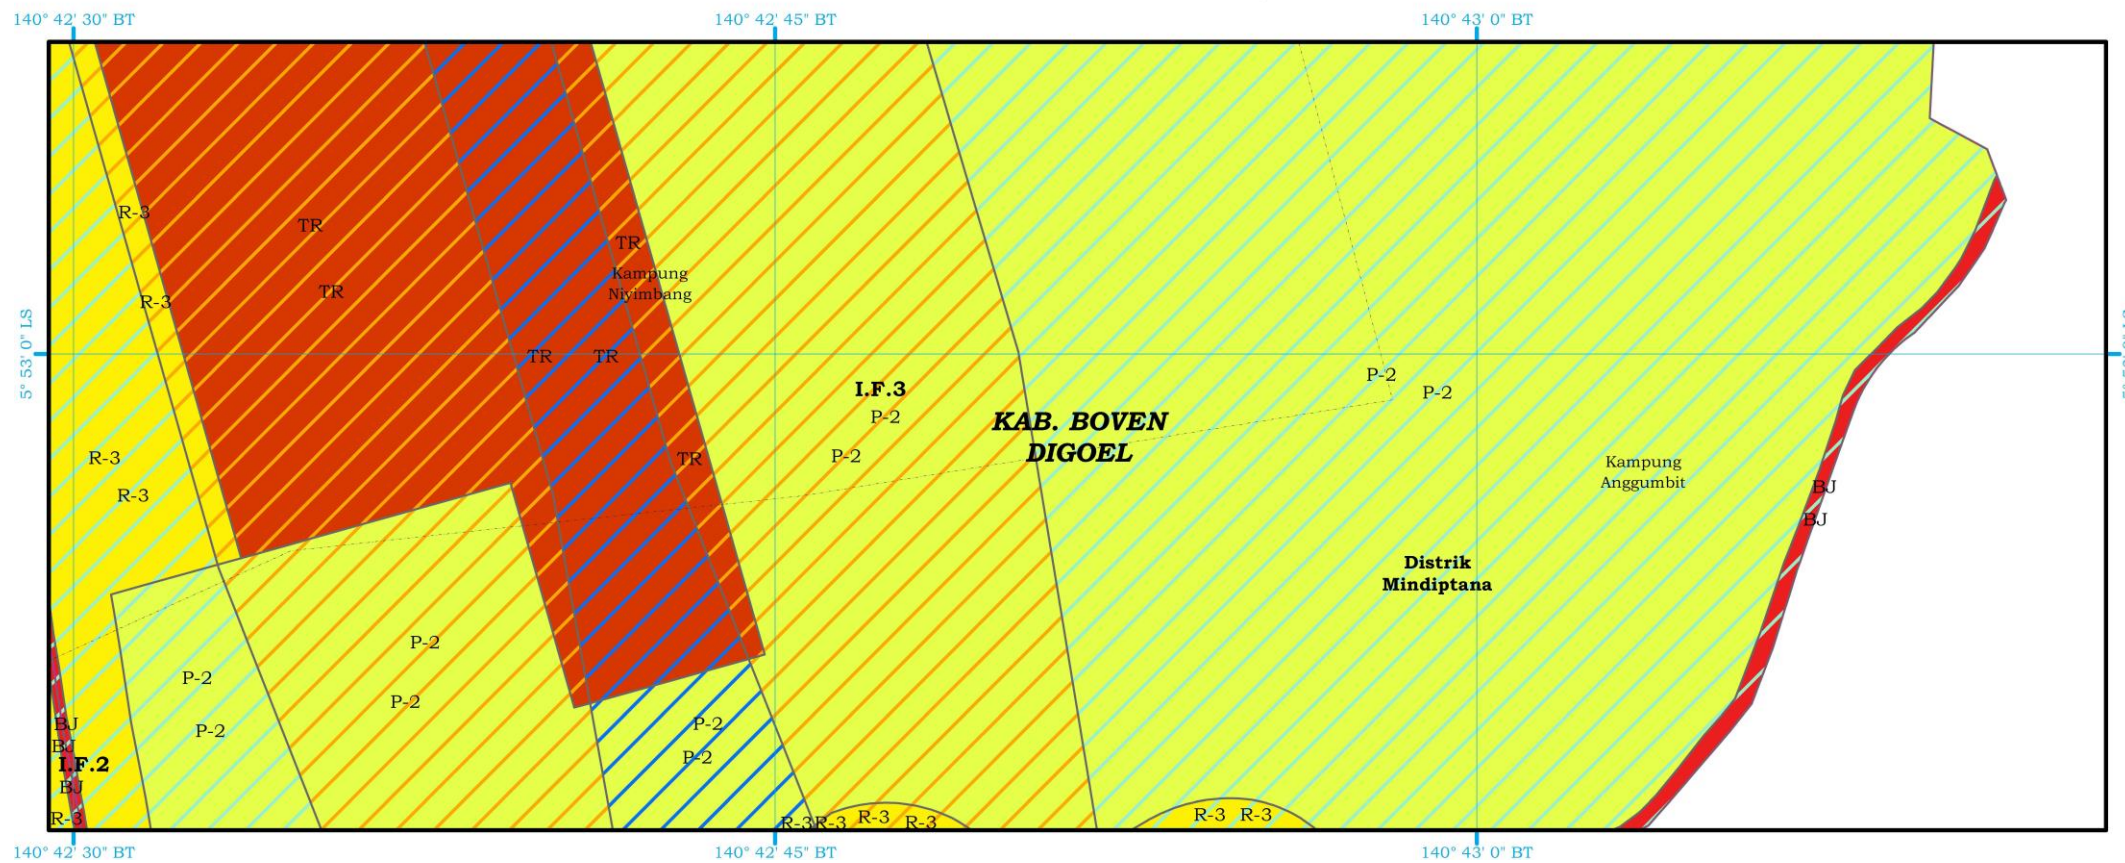 140° 42' 30" BT
140° 42' 45" BT
140° 43' 0" BT
R-3
TR
TR
Kampung
Niyimbang
TR
R-3
5° 53' 0" LS
TR
TR
P-2
I.F.3
P-2
P-2
KAB. BOVEN
DIGOEL
R-3
P-2
TR
Kampung
Anggumbit
R-3
BJ
BJ
Distrik
Mindiptana
P-2
P-2
P-2
BJ
P-2
P-2
BJ
P-2
I.F.2
BJ
R-3
R-3
R-3
R-3
R-3
R-3
R-3
140° 42' 30" BT
140° 42' 45" BT
140° 43' 0" BT